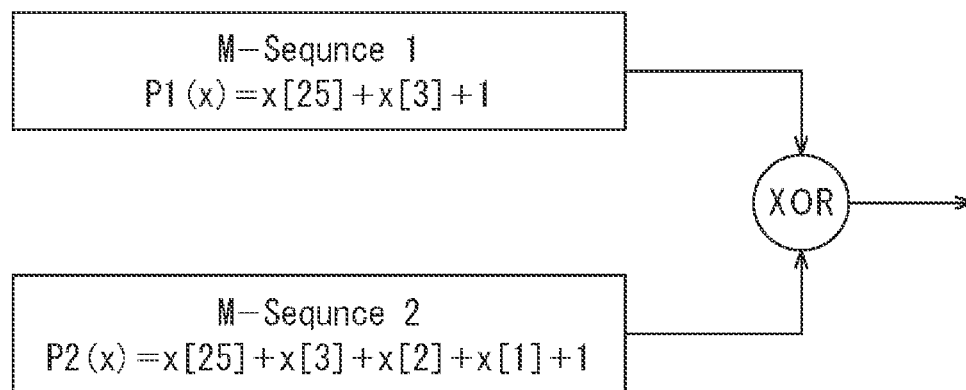 M-Sequnce 1
P1(x)=x[25]+x[3]+1
XOR
M-Sequnce 2
P2(x)=x[25]+x[3]+x[2]+x[1]+1